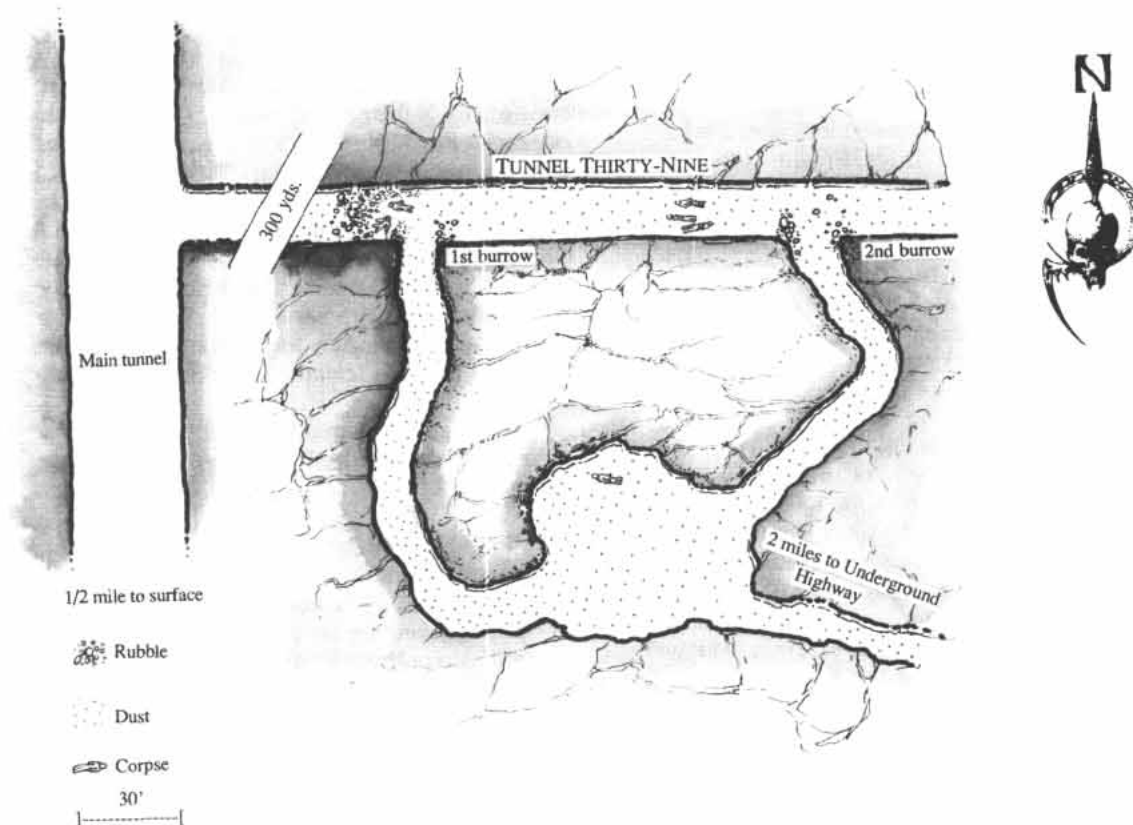 N
TUNNEL THIRTY-NINE
300 yds.
1st burrow
2nd burrow
Main tunnel
2 miles to Underground
Highway
1/2 mile to surface
Rubble
Dust
Corpse
30'